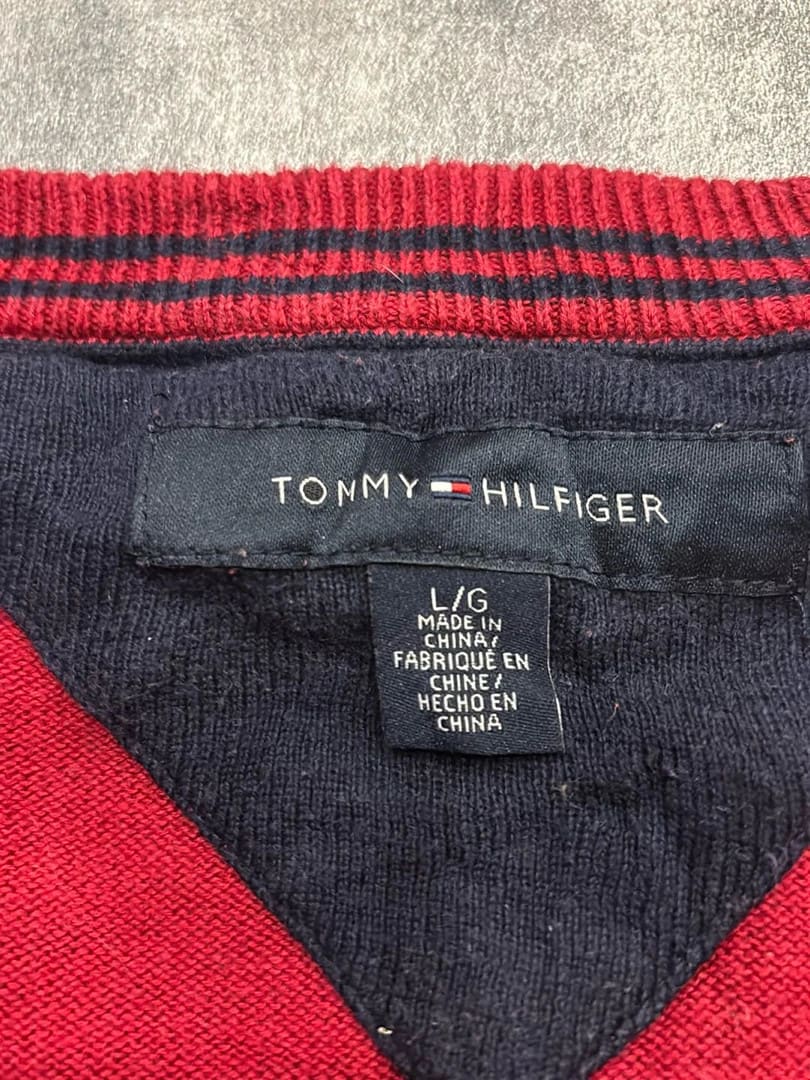 TOMMY HILFIGER
L/G
MADE IN
CHINA/
FABRIQUÉ EN
CHINE/
HECHO EN
CHINA